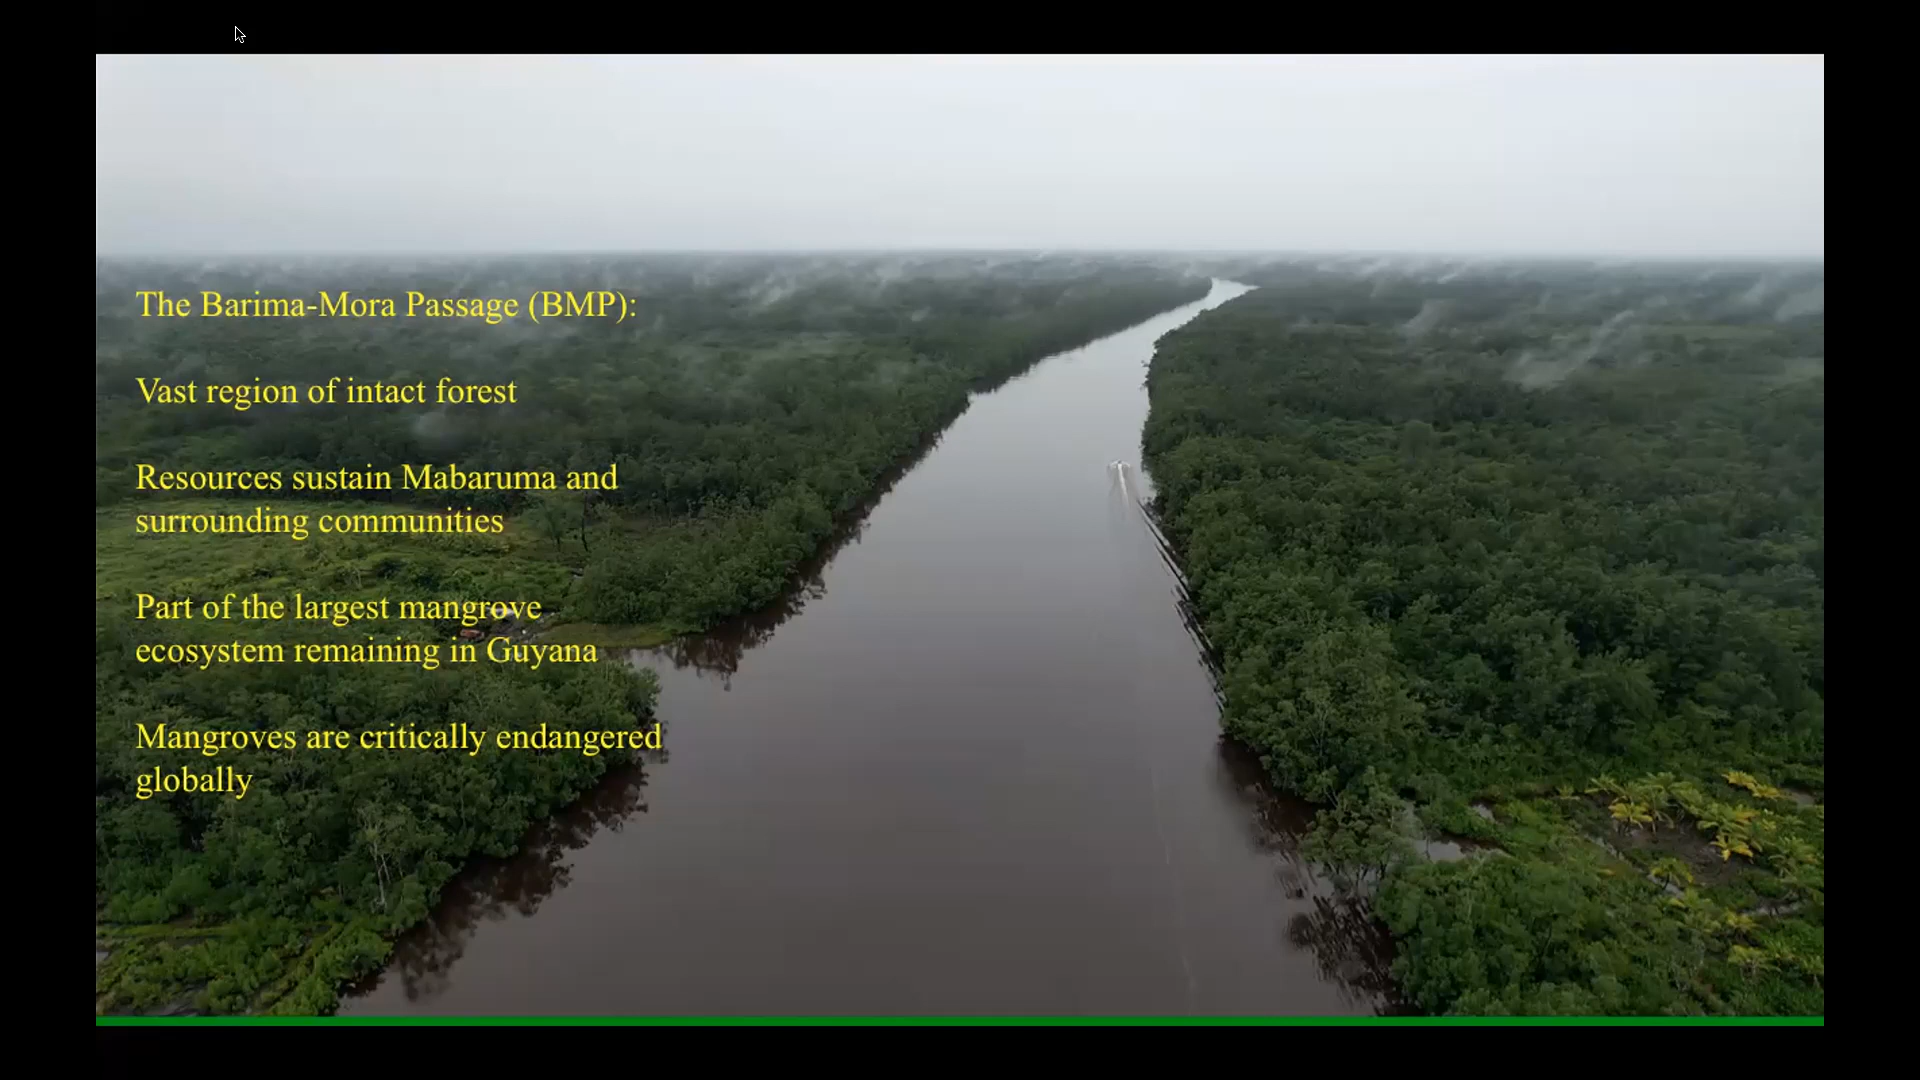 The Barima-Mora Passage (BMP):
Vast region of intact forest
Resources sustain Mabaruma and
surrounding communities
Part of the largest mangrove
ecosystem remaining in Guyana
Mangroves are critically endangered
globally